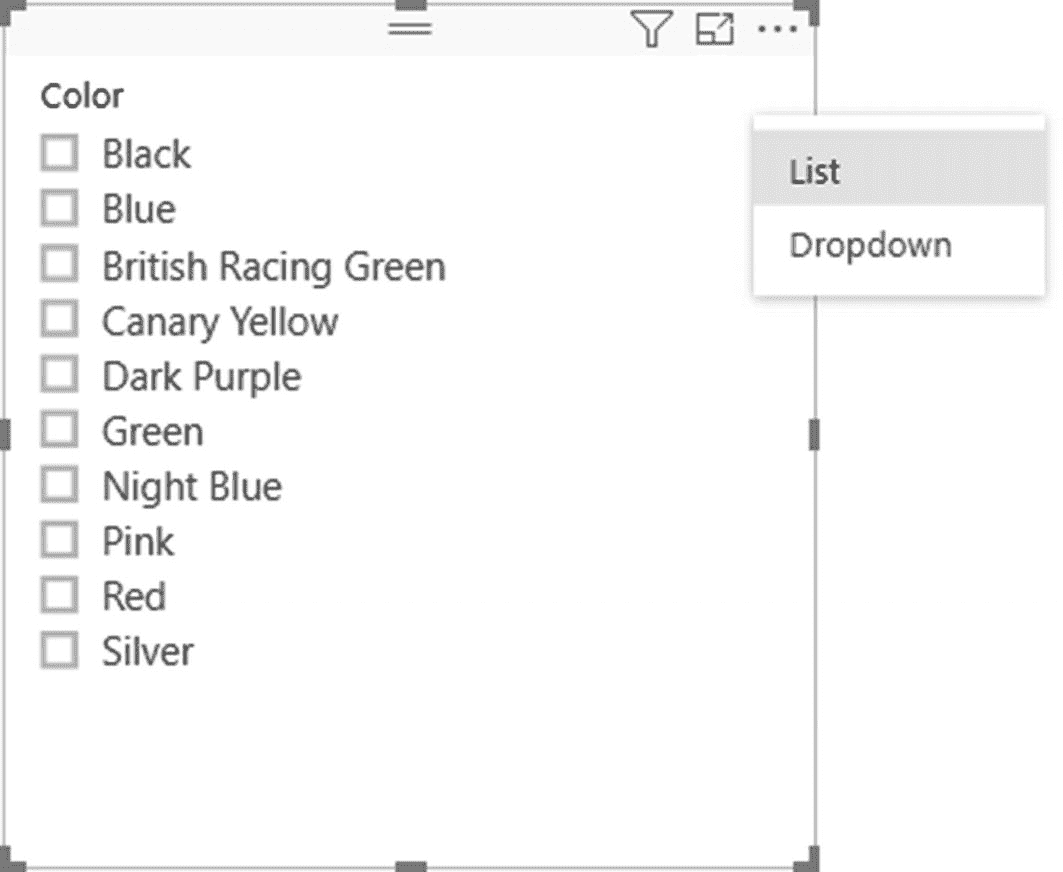 Color
Black
Blue
British Racing Green
Canary Yellow
Dark Purple
Green
Night Blue
Pink
Red
Silver
List
Dropdown